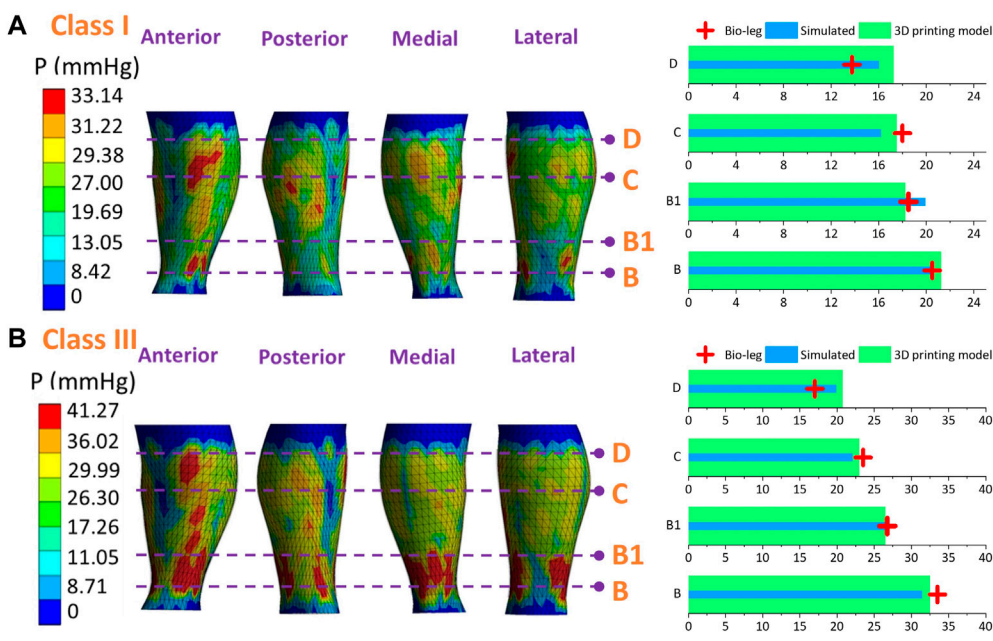 A Class I
Anterior Posterior Medial Lateral
P (mmHg)
33.14
31.22
29.38
27.00
19.69
13.05
8.42
0
D
C
B1
B
Bio-leg Simulated 3D printing model
D
0 4 8 12 16 20 24
C
0 4 8 12 16 20 24
B1
0 4 8 12 16 20 24
B
0 4 8 12 16 20 24
B Class III
Anterior Posterior Medial Lateral
P (mmHg)
41.27
36.02
29.99
26.30
17.26
11.05
8.71
0
D
C
B1
B
Bio-leg Simulated 3D printing model
D
0 5 10 15 20 25 30 35 40
C
0 5 10 15 20 25 30 35 40
B1
0 5 10 15 20 25 30 35 40
B
0 5 10 15 20 25 30 35 40